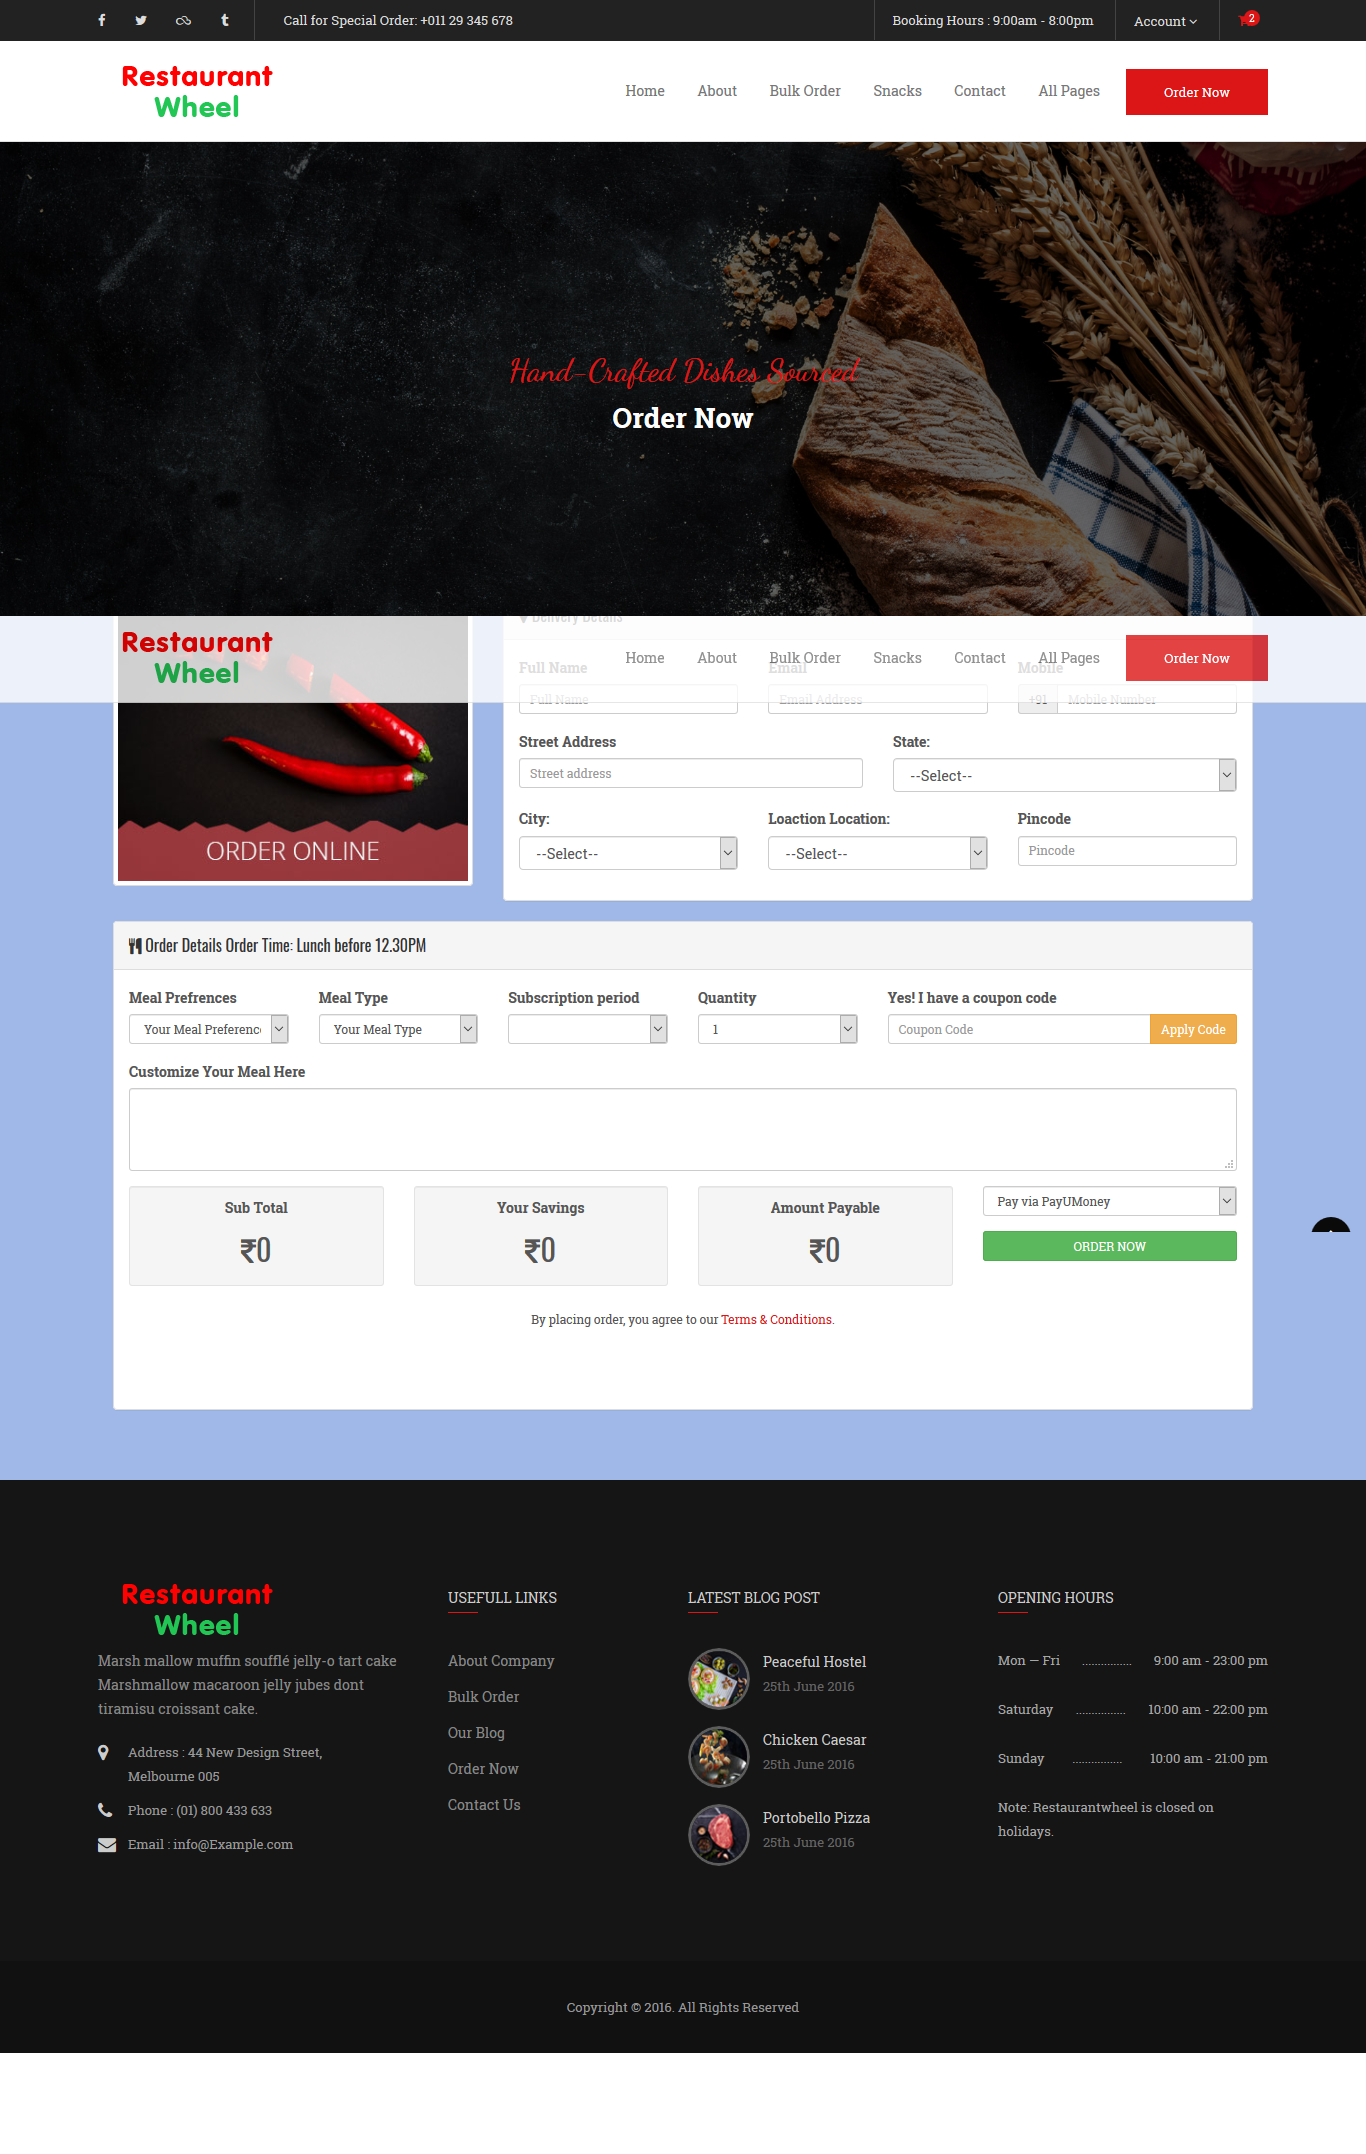 Call for Special Order: +011 29 345 678
Booking Hours : 9:00am - 8:00pm
Account
2
Restaurant
Wheel
Home About Bulk Order Snacks Contact All Pages Order Now
Hand-Crafted Dishes Sourced
Order Now
Delivery Details
Restaurant
Wheel
Home About Bulk Order Snacks Contact All Pages Order Now
Full Name Email Mobile
Full Name Email Address +91 Mobile Number
Street Address State:
Street address --Select--
City: Loaction Location: Pincode
--Select-- --Select-- Pincode
ORDER ONLINE
Order Details Order Time: Lunch before 12.30PM
Meal Prefrences Meal Type Subscription period Quantity Yes! I have a coupon code
Your Meal Preferenc Your Meal Type 1 Coupon Code Apply Code
Customize Your Meal Here
Sub Total Your Savings Amount Payable Pay via PayUMoney
₹0 ₹0 ₹0 ORDER NOW
By placing order, you agree to our Terms & Conditions.
Restaurant
Wheel
Marsh mallow muffin soufflé jelly-o tart cake
Marshmallow macaroon jelly jubes dont
tiramisu croissant cake.
Address : 44 New Design Street,
Melbourne 005
Phone : (01) 800 433 633
Email : info@Example.com
USEFULL LINKS
About Company
Bulk Order
Our Blog
Order Now
Contact Us
LATEST BLOG POST
Peaceful Hostel
25th June 2016
Chicken Caesar
25th June 2016
Portobello Pizza
25th June 2016
OPENING HOURS
Mon — Fri ................ 9:00 am - 23:00 pm
Saturday ................ 10:00 am - 22:00 pm
Sunday ................ 10:00 am - 21:00 pm
Note: Restaurantwheel is closed on
holidays.
Copyright © 2016. All Rights Reserved